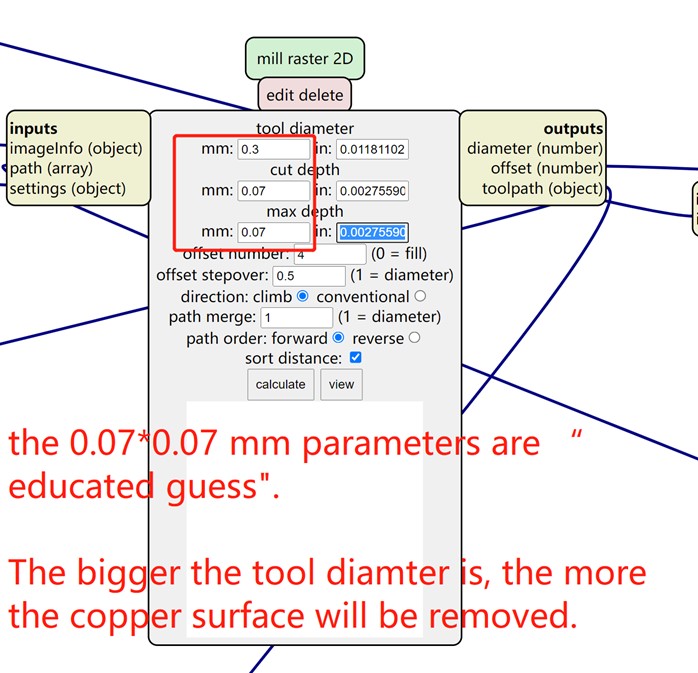 mill raster 2D
edit delete
inputs
imageInfo (object)
path (array)
settings (object)
outputs
diameter (number)
offset (number)
toolpath (object)
tool diameter
mm: 0.3 in: 0.01181102
cut depth
mm: 0.07 in: 0.0027559C
max depth
mm: 0.07 in: 0.0027559C
offset number: 4 (0 = fill)
offset stepover: 0.5 (1 = diameter)
direction: climb conventional
path merge: 1 (1 = diameter)
path order: forward reverse
sort distance:
calculate view
the 0.07*0.07 mm parameters are “
educated guess".
The bigger the tool diamter is, the more
the copper surface will be removed.